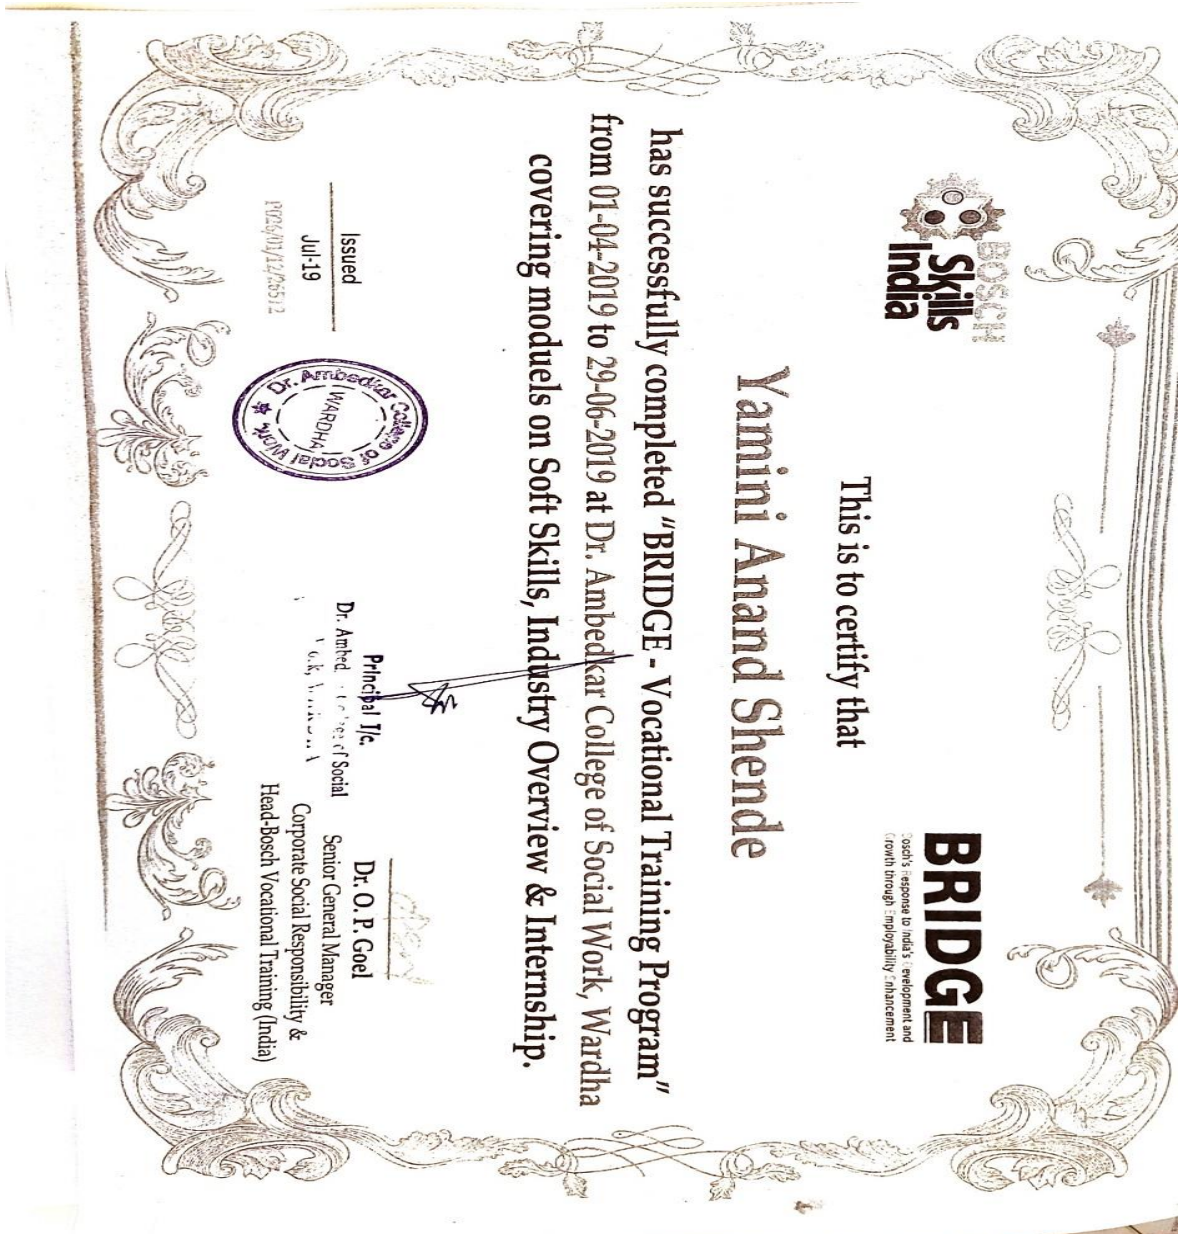 BOSCH
Skills
India
BRIDGE
Bosch's Response to India's Development and
Growth through Employability Enhancement
This is to certify that
Yamini Anand Shende
has successfully completed "BRIDGE - Vocational Training Program"
from 01-04-2019 to 29-06-2019 at Dr. Ambedkar College of Social Work, Wardha
covering moduels on Soft Skills, Industry Overview & Internship.
Issued
Jul-19
Dr. Ambedkar College of Social Work
WARDHA
Principal I/c.
Dr. Ambed of Social
Dr. O. P. Goel
Senior General Manager
Corporate Social Responsibility &
Head-Bosch Vocational Training (India)